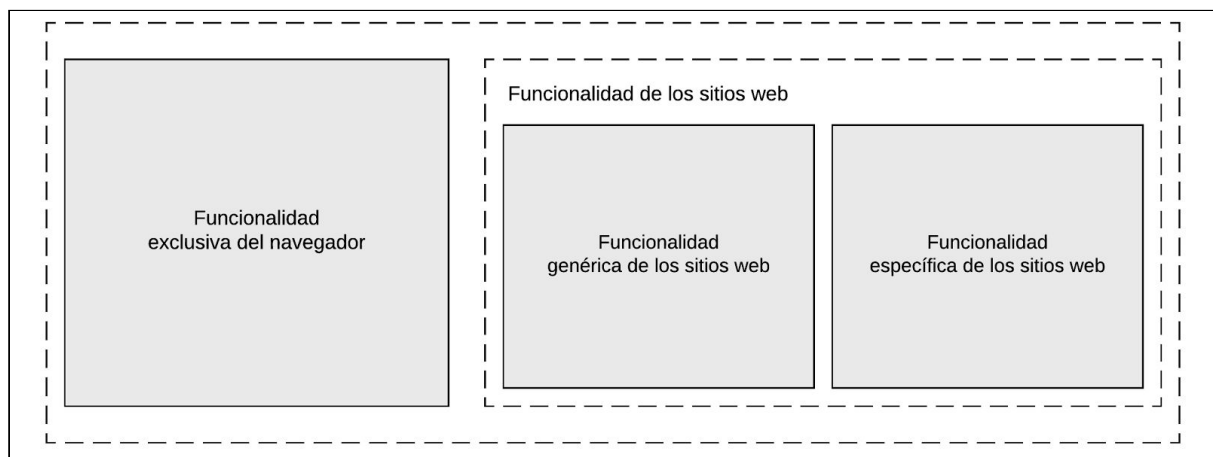 Funcionalidad
exclusiva del navegador
Funcionalidad de los sitios web
Funcionalidad
genérica de los sitios web
Funcionalidad
específica de los sitios web